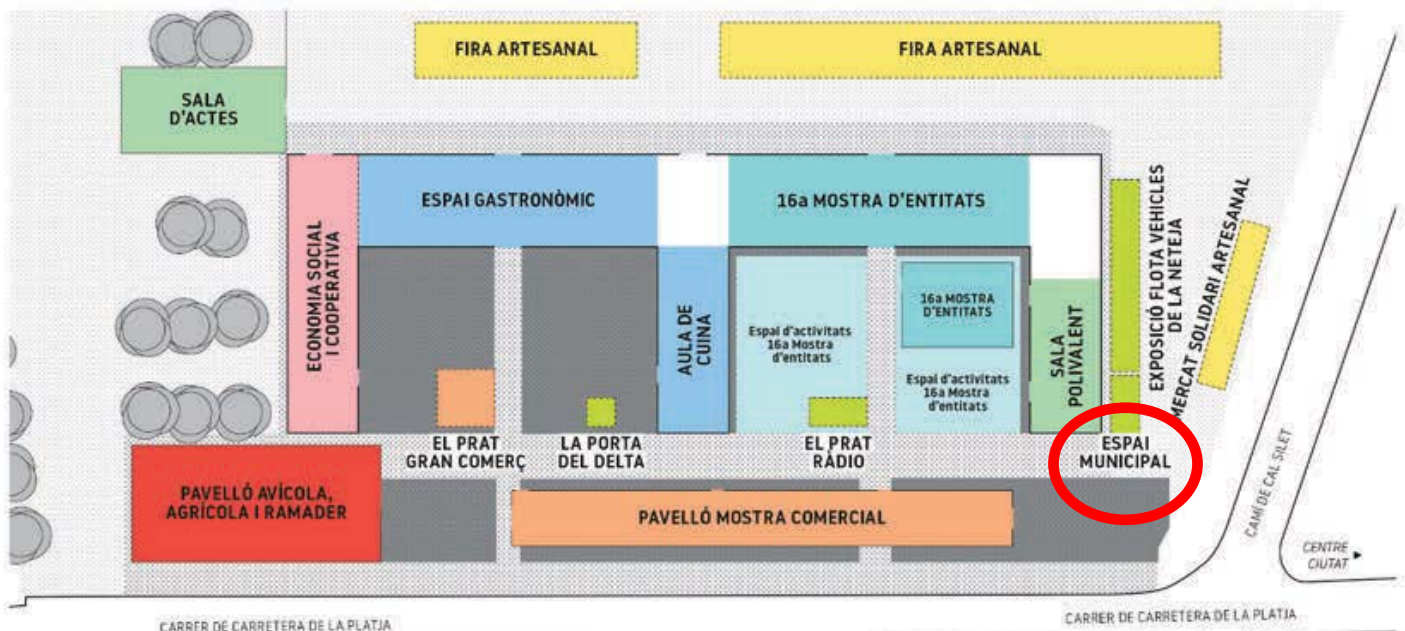 FIRA ARTESANAL
FIRA ARTESANAL
SALA
D'ACTES
ECONOMIA SOCIAL
I COOPERATIVA
ESPAI GASTRONÒMIC
16a MOSTRA D'ENTITATS
AULA DE
CUINA
Espai d'activitats
16a Mostra
d'entitats
16a MOSTRA
D'ENTITATS
Espai d'activitats
16a Mostra
d'entitats
SALA
POLIVALENT
EXPOSICIÓ FLOTA VEHICLES
DE LA NETEJA
MERCAT SOLIDARI ARTESANAL
EL PRAT
GRAN COMERÇ
LA PORTA
DEL DELTA
EL PRAT
RÀDIO
ESPAI
MUNICIPAL
PAVELLÓ AVÍCOLA,
AGRÍCOLA I RAMADER
PAVELLÓ MOSTRA COMERCIAL
CAMÍ DE CAL SILET
CENTRE
CIUTAT
CARRER DE CARRETERA DE LA PLATJA
CARRER DE CARRETERA DE LA PLATJA